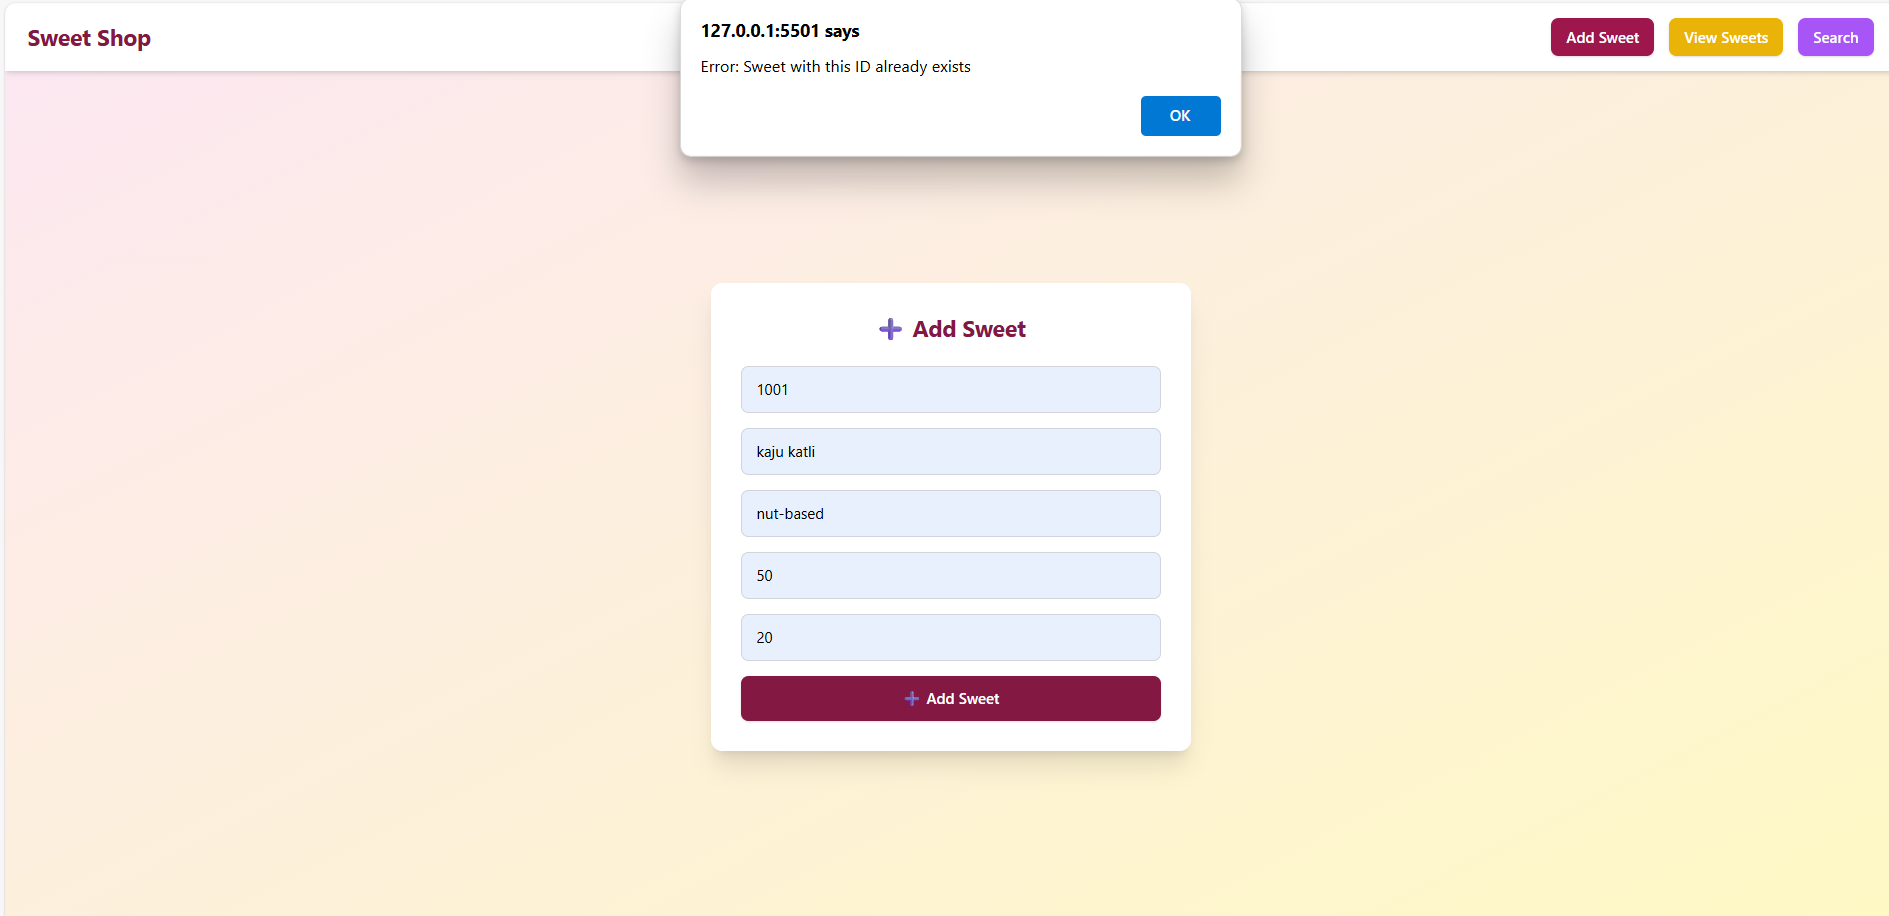 Sweet Shop
127.0.0.1:5501 says
Error: Sweet with this ID already exists
OK
Add Sweet
View Sweets
Search
Add Sweet
1001
kaju katli
nut-based
50
20
Add Sweet